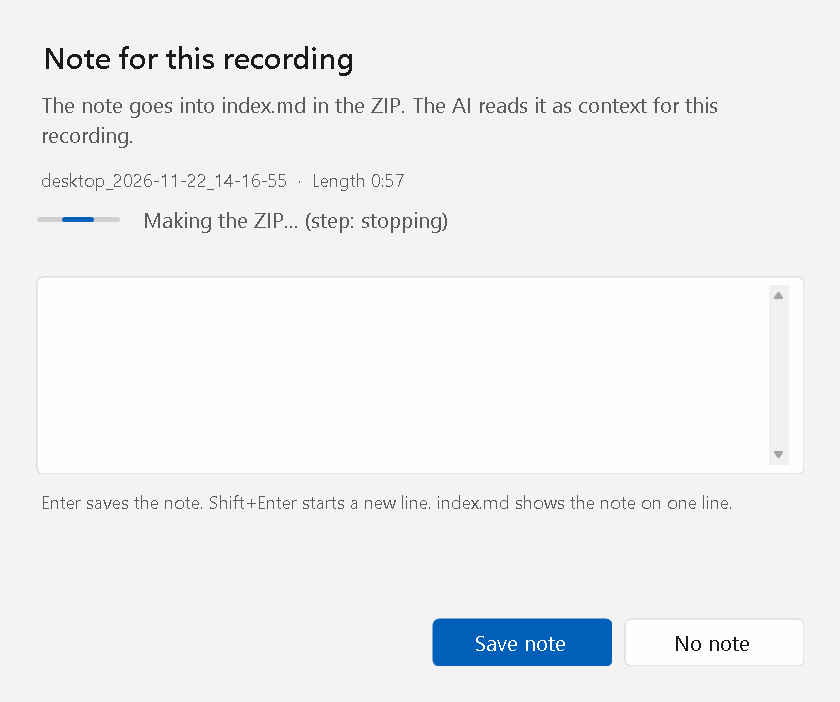 Note for this recording
The note goes into index.md in the ZIP. The AI reads it as context for this
recording.
desktop_2026-11-22_14-16-55 · Length 0:57
Making the ZIP... (step: stopping)
Enter saves the note. Shift+Enter starts a new line. index.md shows the note on one line.
Save note
No note